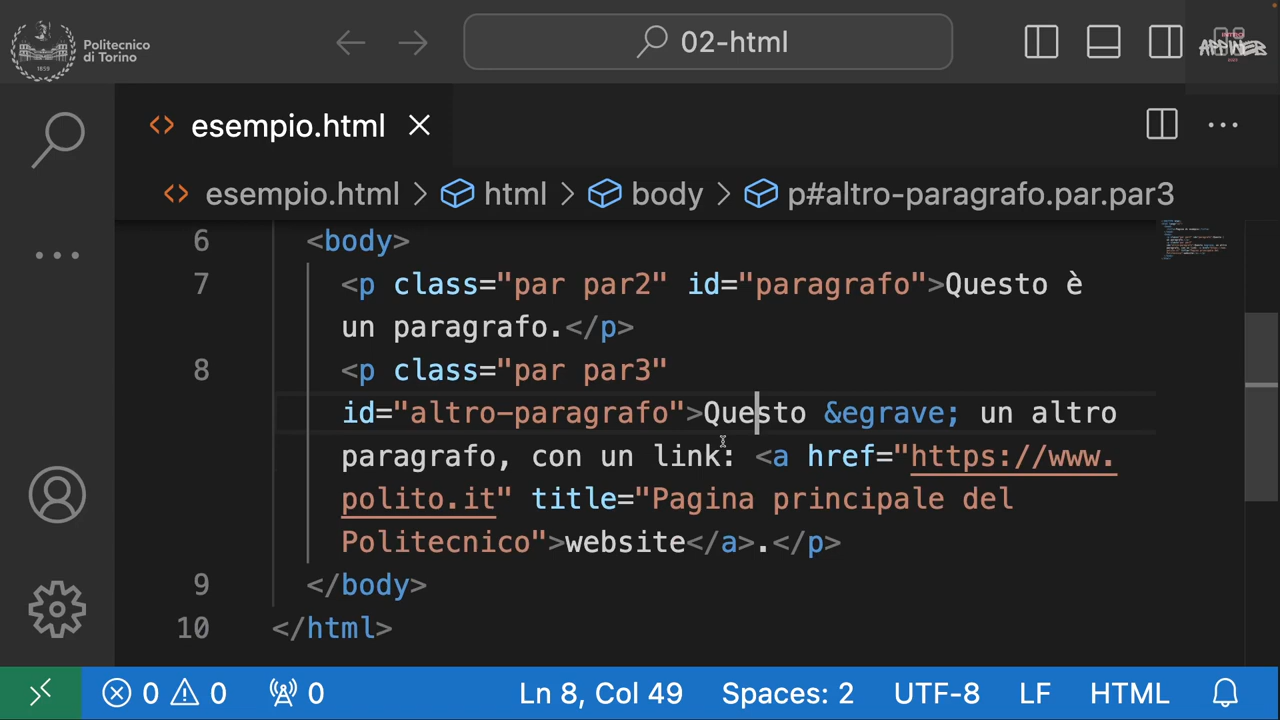 Politecnico
di Torino
1859
02-html
INTRO
APPINER
esempio.html
esempio.html > html > body > p#altro-paragrafo.par.par3
6 <body>
7 <p class="par par2" id="paragrafo">Questo è
un paragrafo.</p>
8 <p class="par par3"
id="altro-paragrafo">Questo &egrave; un altro
paragrafo, con un link: <a href="https://www.
polito.it" title="Pagina principale del
Politecnico">website</a>.</p>
9 </body>
10 </html>
0 0 0 Ln 8, Col 49 Spaces: 2 UTF-8 LF HTML